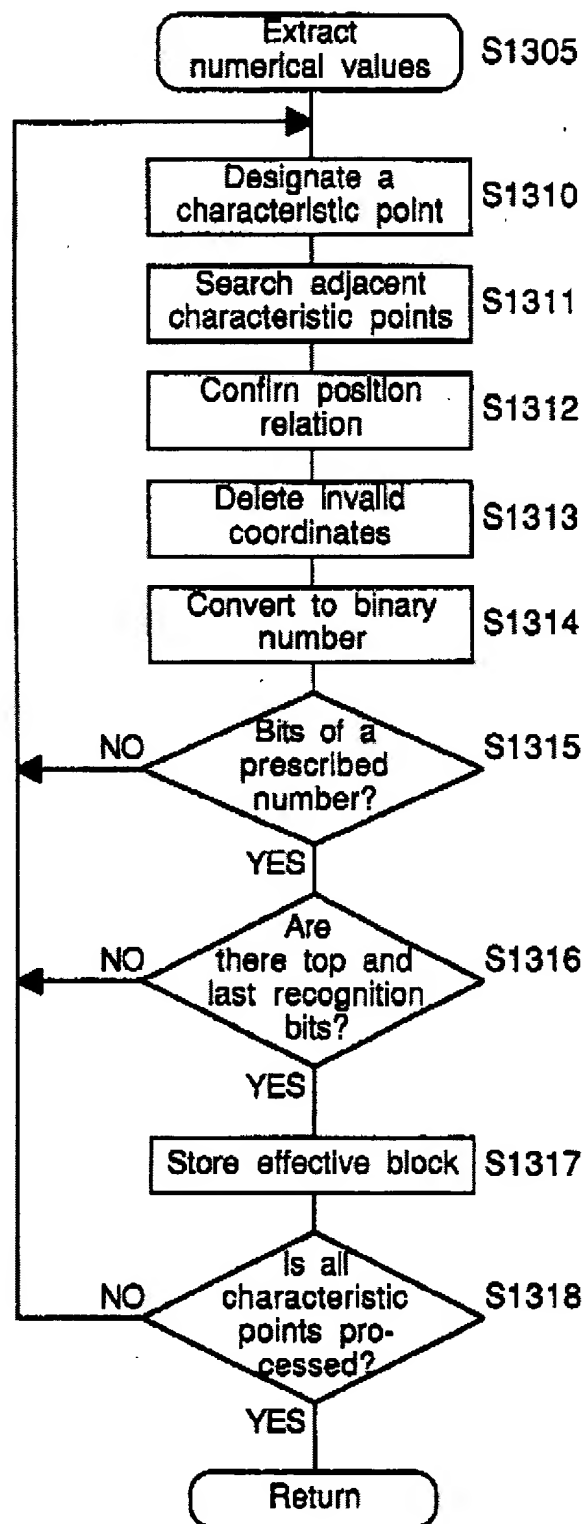 Extract
numerical values
S1305
Designate a
characteristic point
S1310
Search adjacent
characteristic points
S1311
Confirn position
relation
S1312
Delete invalid
coordinates
S1313
Convert to binary
number
S1314
Bits of a
prescribed
number?
S1315
NO
YES
Are
there top and
last recognition
bits?
S1316
NO
YES
Store effective block
S1317
Is all
characteristic
points pro-
cessed?
S1318
NO
YES
Return